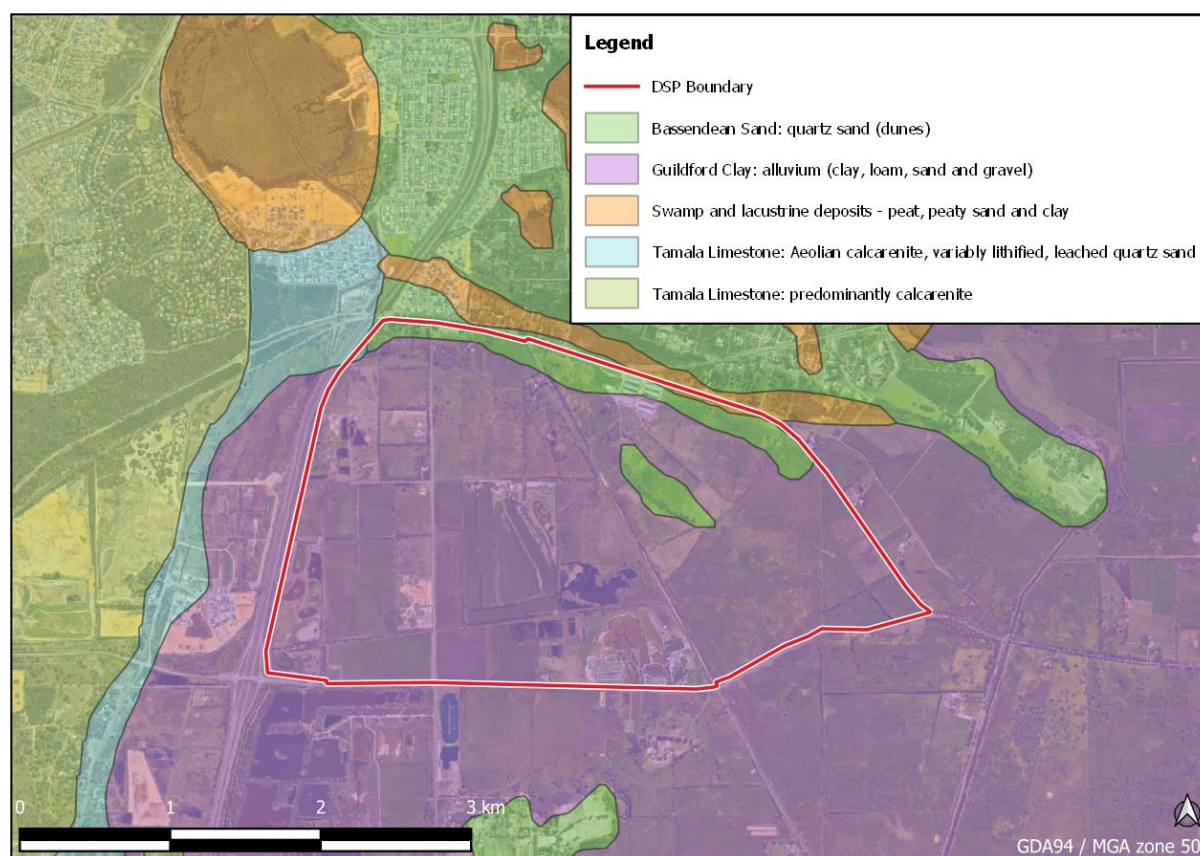 Legend
DSP Boundary
Bassendean Sand: quartz sand (dunes)
Guildford Clay: alluvium (clay, loam, sand and gravel)
Swamp and lacustrine deposits - peat, peaty sand and clay
Tamala Limestone: Aeolian calcarenite, variably lithified, leached quartz sand
Tamala Limestone: predominantly calcarenite
0 1 2 3 km
GDA94 / MGA zone 50